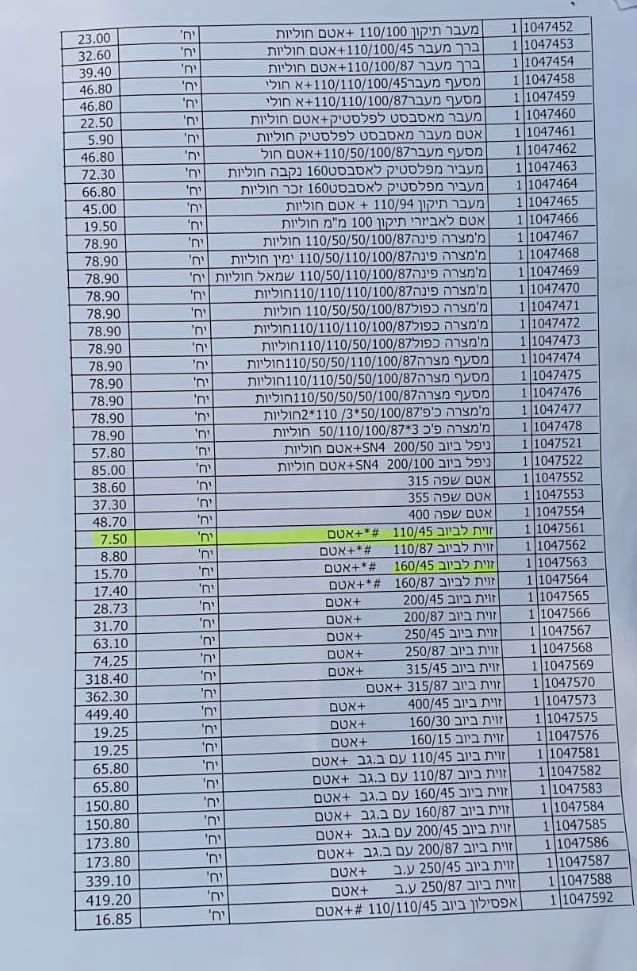 1047452 1 מעבר תיקון 110/100 +אטם חוליות יח' 23.00
1047453 1 ברך מעבר 110/100/45+אטם חוליות יח' 32.60
1047454 1 ברך מעבר 110/100/87+אטם חוליות יח' 39.40
1047458 1 מסעף מעבר110/110/100/45+א חולי יח' 46.80
1047459 1 מסעף מעבר110/110/100/87+א חולי יח' 46.80
1047460 1 מעבר מאסבסט לפלסטיק+אטם חוליות יח' 22.50
1047461 1 אטם מעבר מאסבסט לפלסטיק חוליות יח' 5.90
1047462 1 מסעף מעבר110/50/100/87+אטם חול יח' 46.80
1047463 1 מעביר מפלסטיק לאסבסט160 נקבה חוליות יח' 72.30
1047464 1 מעביר מפלסטיק לאסבסט160 זכר חוליות יח' 66.80
1047465 1 מעבר תיקון 110/94 + אטם חוליות יח' 45.00
1047466 1 אטם לאביזרי תיקון 100 מ"מ חוליות יח' 19.50
1047467 1 מ'מצרה פינה110/50/50/100/87 חוליות יח' 78.90
1047468 1 מ'מצרה פינה110/50/110/100/87 ימין חוליות יח' 78.90
1047469 1 מ'מצרה פינה110/50/110/100/87 שמאל חוליות יח' 78.90
1047470 1 מ'מצרה פינה110/110/110/100/87חוליות יח' 78.90
1047471 1 מ'מצרה כפול110/50/50/100/87 חוליות יח' 78.90
1047472 1 מ'מצרה כפול110/110/110/100/87חוליות יח' 78.90
1047473 1 מ'מצרה כפול110/110/50/100/87חוליות יח' 78.90
1047474 1 מסעף מצרה110/50/50/110/100/87חוליות יח' 78.90
1047475 1 מסעף מצרה110/110/50/50/100/87חוליות יח' 78.90
1047476 1 מסעף מצרה110/50/50/50/100/87חוליות יח' 78.90
1047477 1 מ'מצרה כ'פ50/100/87*3/ 110*2חוליות יח' 78.90
1047478 1 מ'מצרה פ'כ 3*50/110/100/87 חוליות יח' 78.90
1047521 1 ניפל ביוב 200/50 SN4+אטם חוליות יח' 57.80
1047522 1 ניפל ביוב 200/100 SN4+אטם חוליות יח' 85.00
1047552 1 אטם שפה 315 יח' 38.60
1047553 1 אטם שפה 355 יח' 37.30
1047554 1 אטם שפה 400 יח' 48.70
1047561 1 זוית לביוב 110/45 #*+אטם יח' 7.50
1047562 1 זוית לביוב 110/87 #*+אטם יח' 8.80
1047563 1 זוית לביוב 160/45 #*+אטם יח' 15.70
1047564 1 זוית לביוב 160/87 #*+אטם יח' 17.40
1047565 1 זוית ביוב 200/45 +אטם יח' 28.73
1047566 1 זוית ביוב 200/87 +אטם יח' 31.70
1047567 1 זוית ביוב 250/45 +אטם יח' 63.10
1047568 1 זוית ביוב 250/87 +אטם יח' 74.25
1047569 1 זוית ביוב 315/45 +אטם יח' 318.40
1047570 1 זוית ביוב 315/87 +אטם יח' 362.30
1047573 1 זוית ביוב 400/45 +אטם יח' 449.40
1047575 1 זוית ביוב 160/30 +אטם יח' 19.25
1047576 1 זוית ביוב 160/15 +אטם יח' 19.25
1047581 1 זוית ביוב 110/45 עם ב.גב +אטם יח' 65.80
1047582 1 זוית ביוב 110/87 עם ב.גב +אטם יח' 65.80
1047583 1 זוית ביוב 160/45 עם ב.גב +אטם יח' 150.80
1047584 1 זוית ביוב 160/87 עם ב.גב +אטם יח' 150.80
1047585 1 זוית ביוב 200/45 עם ב.גב +אטם יח' 173.80
1047586 1 זוית ביוב 200/87 עם ב.גב +אטם יח' 173.80
1047587 1 זוית ביוב 250/45 ע.ב +אטם יח' 339.10
1047588 1 זוית ביוב 250/87 ע.ב +אטם יח' 419.20
1047592 1 אפסילון ביוב 110/110/45 #+אטם יח' 16.85